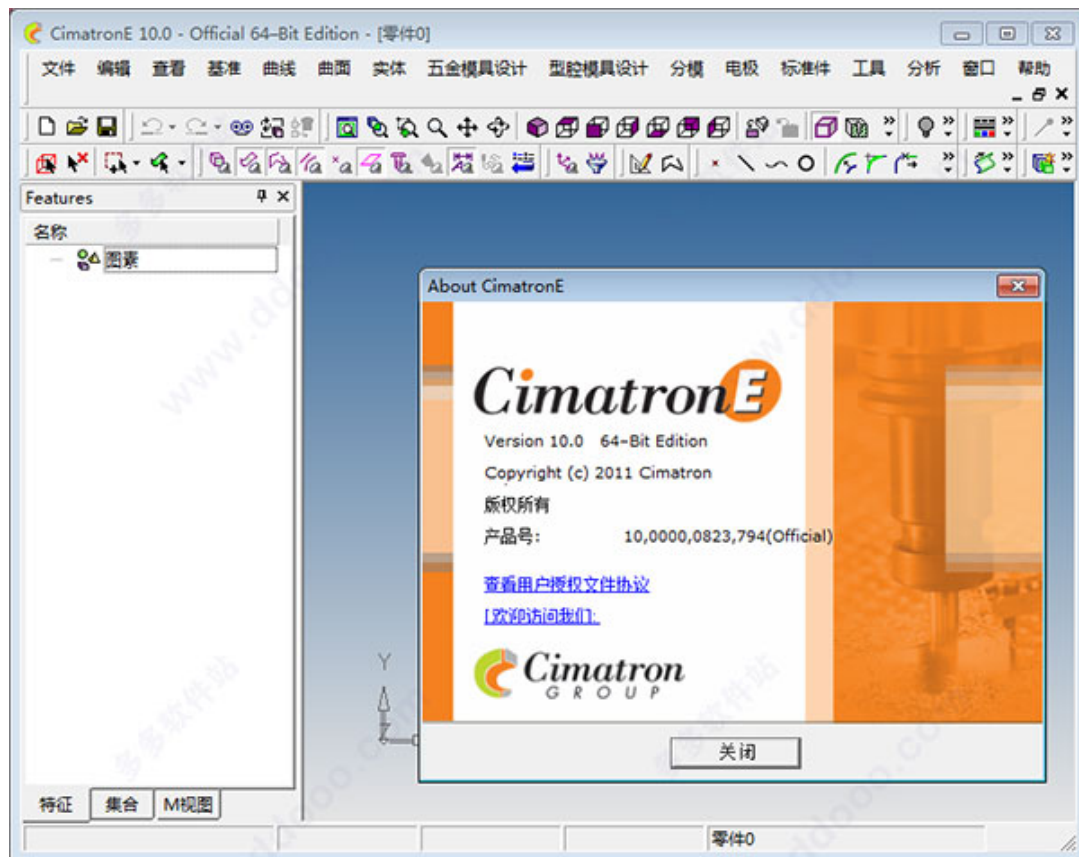 CimatronE 10.0 - Official 64-Bit Edition - [零件0]
文件 编辑 查看 基准 曲线 曲面 实体 五金模具设计 型腔模具设计 分模 电极 标准件 工具 分析 窗口 帮助
Features
名称
图素
About CimatronE
CimatronE
Version 10.0 64-Bit Edition
Copyright (c) 2011 Cimatron
版权所有
产品号: 10,0000,0823,794(Official)
查看用户授权文件协议
[欢迎访问我们:
Cimatron
GROUP
Y
Z
关闭
特征 集合 M视图
零件0